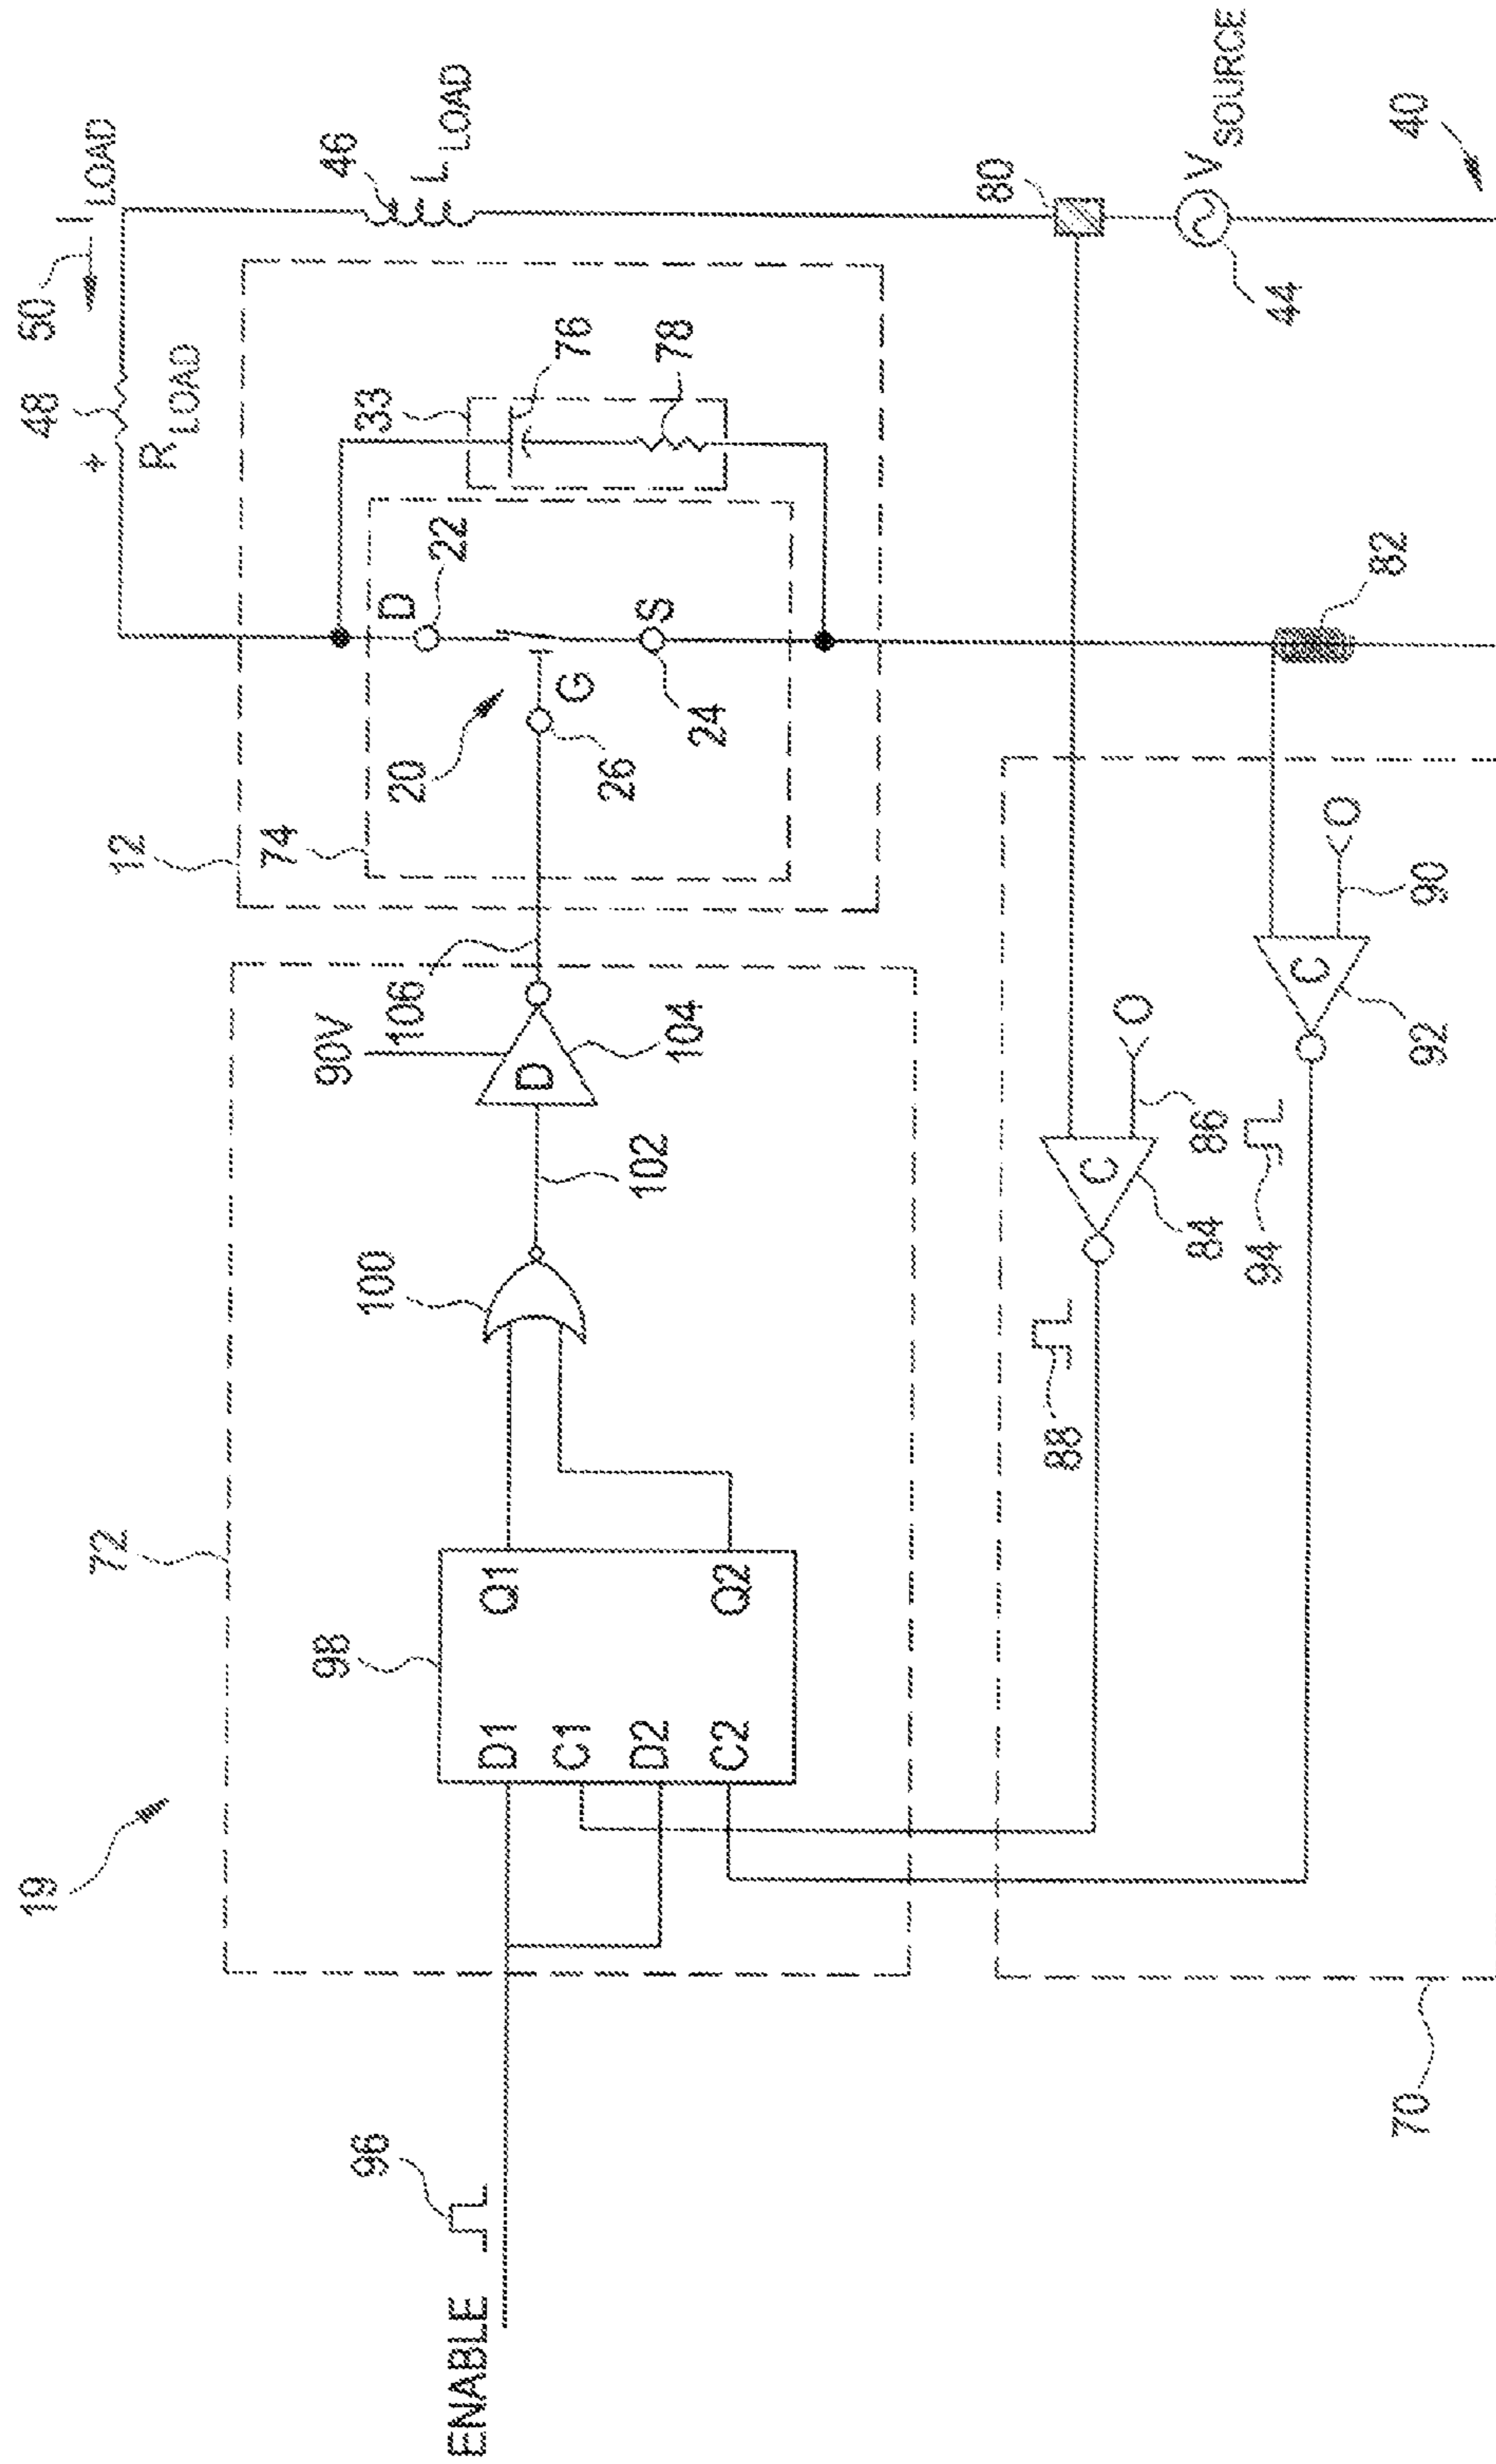 19
ENABLE
96
72
98
D1
C1
D2
C2
Q1
Q2
100
102
90V
D
104
106
12
74
20
G
26
D
22
S
24
33
76
78
+
48
R LOAD
50
I LOAD
46
L LOAD
80
V SOURCE
44
40
82
70
88
C
84
86
O
94
C
92
90
O